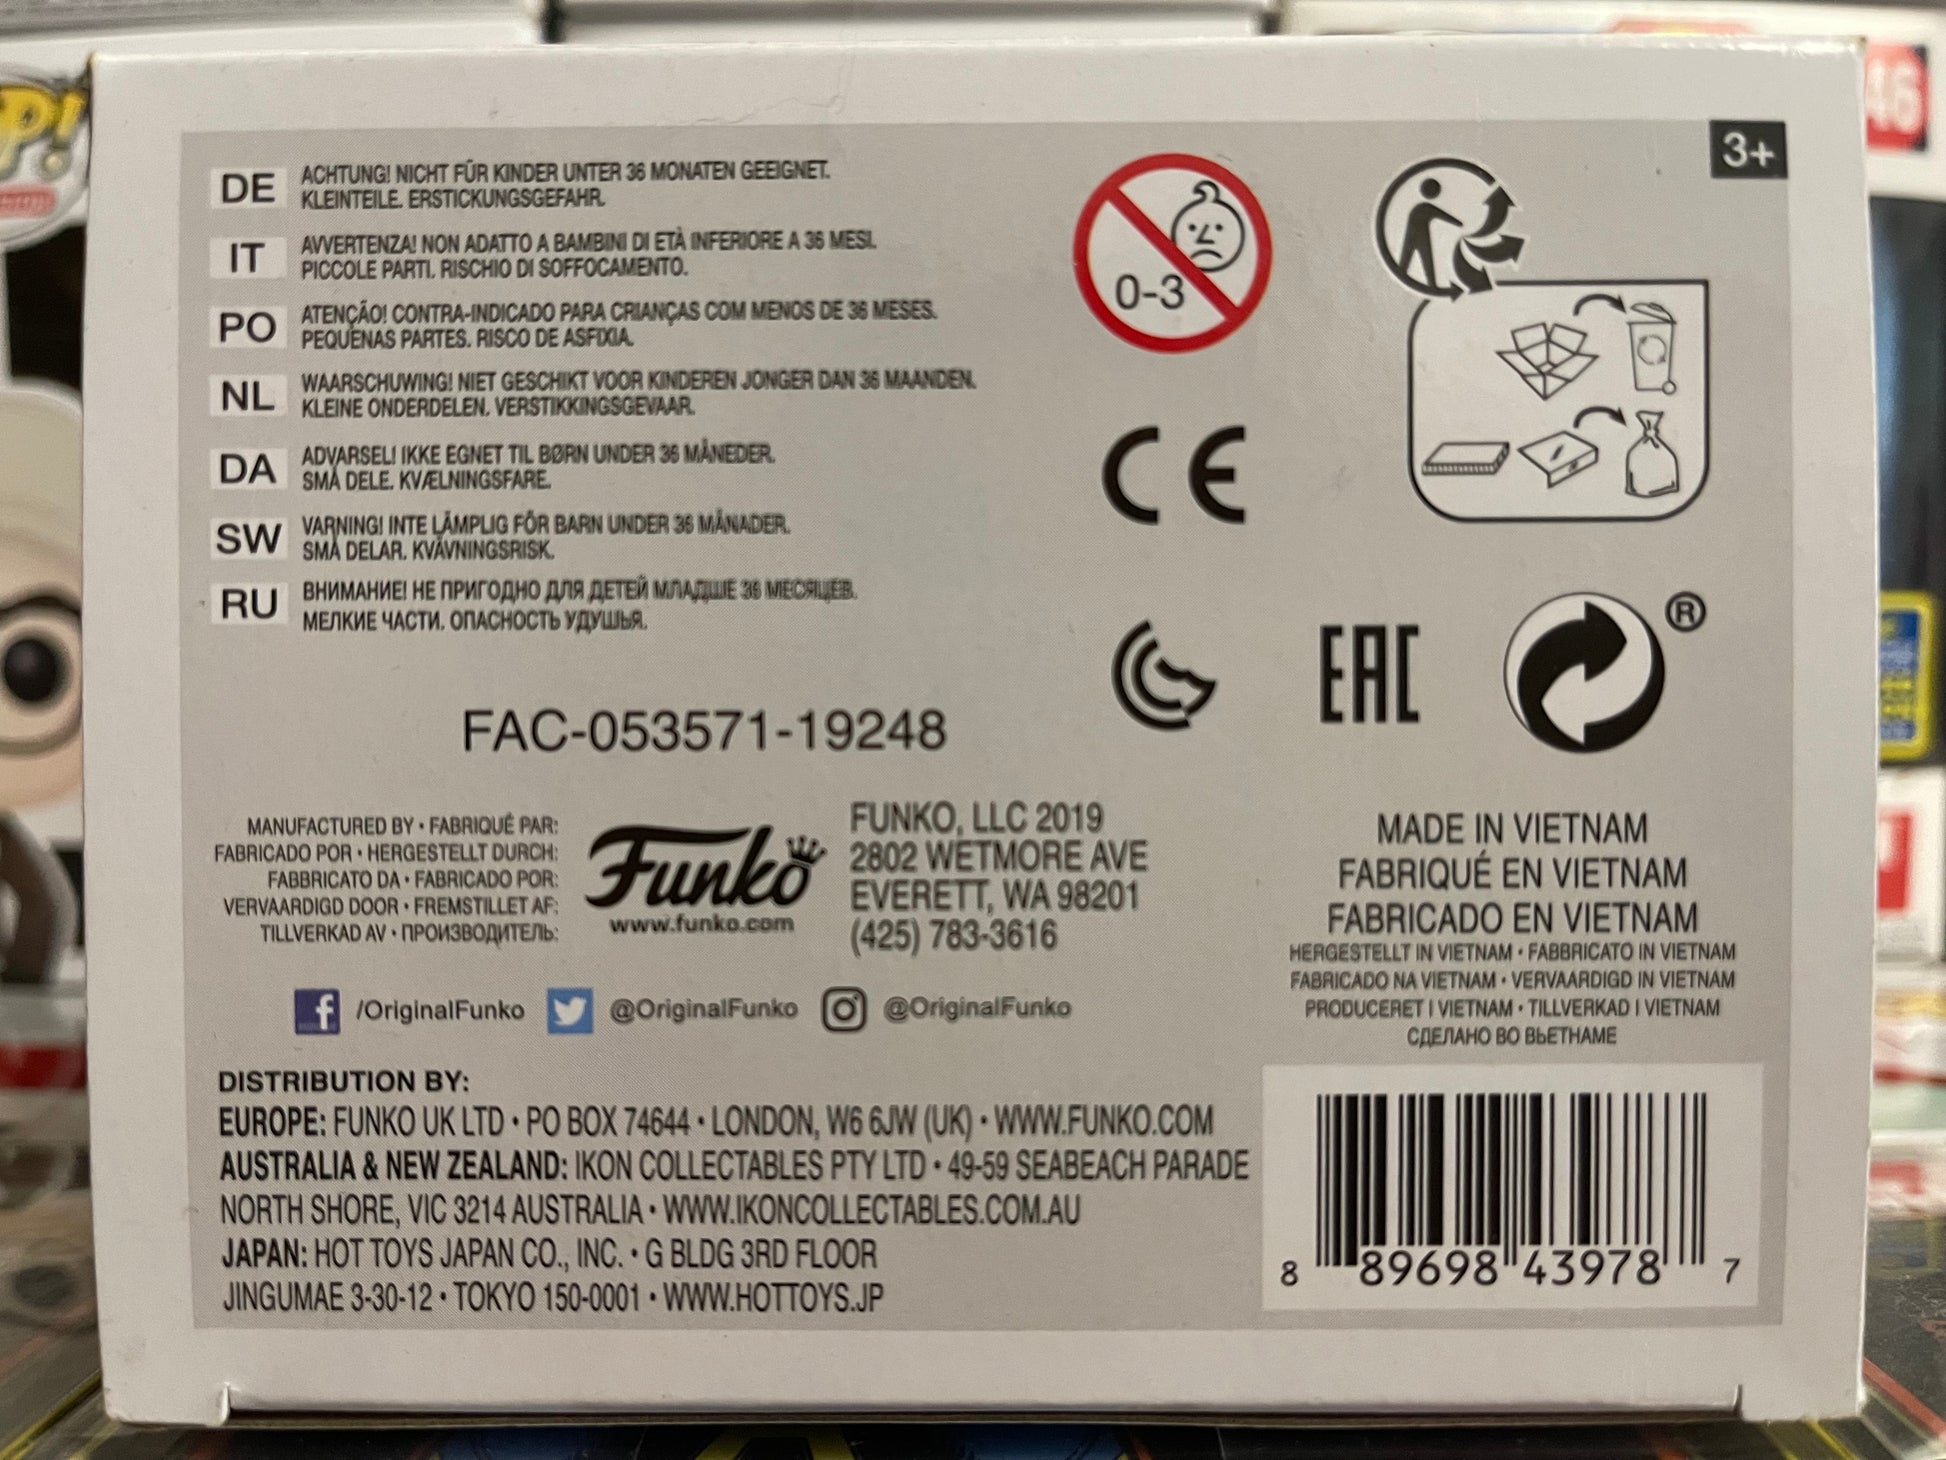 3+
DE
ACHTUNG! NICHT FÜR KINDER UNTER 36 MONATEN GEEIGNET.
KLEINTEILE. ERSTICKUNGSGEFAHR.
IT
AVVERTENZA! NON ADATTO A BAMBINI DI ETÀ INFERIORE A 36 MESI.
PICCOLE PARTI. RISCHIO DI SOFFOCAMENTO.
PO
ATENÇÃO! CONTRA-INDICADO PARA CRIANÇAS COM MENOS DE 36 MESES.
PEQUENAS PARTES. RISCO DE ASFIXIA.
NL
WAARSCHUWING! NIET GESCHIKT VOOR KINDEREN JONGER DAN 36 MAANDEN.
KLEINE ONDERDELEN. VERSTIKKINGSGEVAAR.
DA
ADVARSEL! IKKE EGNET TIL BØRN UNDER 36 MÅNEDER.
SMÅ DELE. KVÆLNINGSFARE.
SW
VARNING! INTE LÄMPLIG FÖR BARN UNDER 36 MÅNADER.
SMÅ DELAR. KVÄVNINGSRISK.
RU
ВНИМАНИЕ! НЕ ПРИГОДНО ДЛЯ ДЕТЕЙ МЛАДШЕ 36 МЕСЯЦЕВ.
МЕЛКИЕ ЧАСТИ. ОПАСНОСТЬ УДУШЬЯ.
0-3
CE
EAC
®
FAC-053571-19248
MANUFACTURED BY • FABRIQUÉ PAR:
FABRICADO POR • HERGESTELLT DURCH:
FABBRICATO DA • FABRICADO POR:
VERVAARDIGD DOOR • FREMSTILLET AF:
TILLVERKAD AV • ПРОИЗВОДИТЕЛЬ:
Funko
www.funko.com
FUNKO, LLC 2019
2802 WETMORE AVE
EVERETT, WA 98201
(425) 783-3616
MADE IN VIETNAM
FABRIQUÉ EN VIETNAM
FABRICADO EN VIETNAM
HERGESTELLT IN VIETNAM • FABBRICATO IN VIETNAM
FABRICADO NA VIETNAM • VERVAARDIGD IN VIETNAM
PRODUCERET I VIETNAM • TILLVERKAD I VIETNAM
СДЕЛАНО ВО ВЬЕТНАМЕ
f /OriginalFunko @OriginalFunko @OriginalFunko
DISTRIBUTION BY:
EUROPE: FUNKO UK LTD • PO BOX 74644 • LONDON, W6 6JW (UK) • WWW.FUNKO.COM
AUSTRALIA & NEW ZEALAND: IKON COLLECTABLES PTY LTD • 49-59 SEABEACH PARADE
NORTH SHORE, VIC 3214 AUSTRALIA • WWW.IKONCOLLECTABLES.COM.AU
JAPAN: HOT TOYS JAPAN CO., INC. • G BLDG 3RD FLOOR
JINGUMAE 3-30-12 • TOKYO 150-0001 • WWW.HOTTOYS.JP
8 89698 43978 7
P!
46